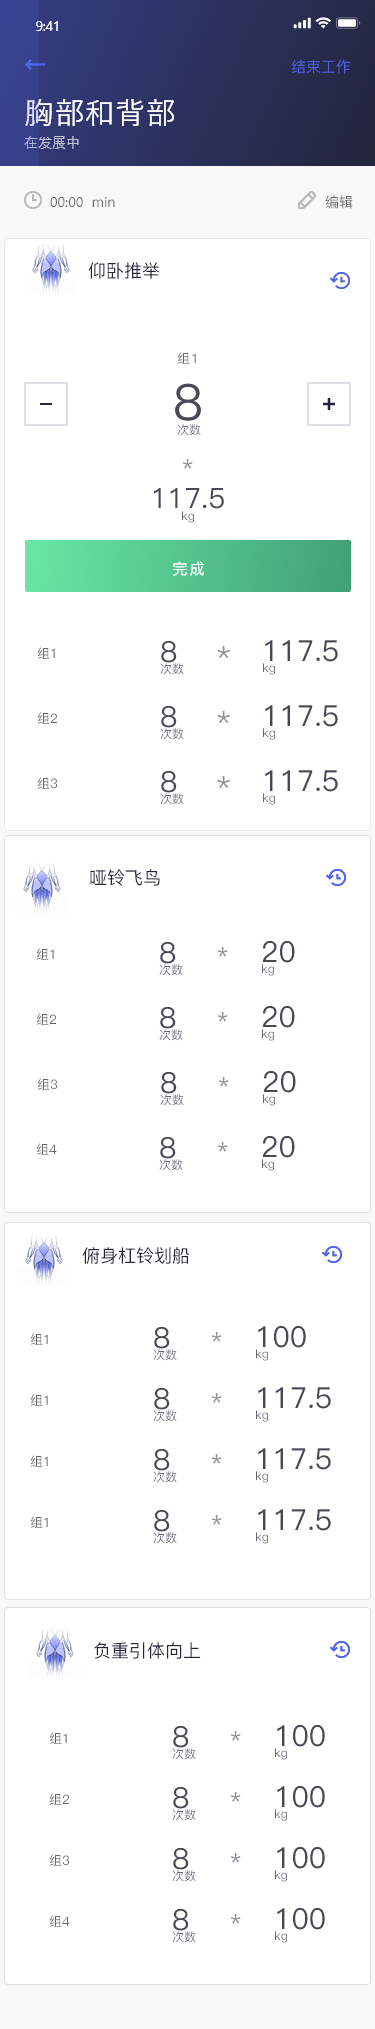 9:41
结束工作
胸部和背部
在发展中
00:00 min 编辑
仰卧推举
组1
8
次数
*
117.5
kg
完成
组1 8 * 117.5
次数 kg
组2 8 * 117.5
次数 kg
组3 8 * 117.5
次数 kg
哑铃飞鸟
组1 8 * 20
次数 kg
组2 8 * 20
次数 kg
组3 8 * 20
次数 kg
组4 8 * 20
次数 kg
俯身杠铃划船
组1 8 * 100
次数 kg
组1 8 * 117.5
次数 kg
组1 8 * 117.5
次数 kg
组1 8 * 117.5
次数 kg
负重引体向上
组1 8 * 100
次数 kg
组2 8 * 100
次数 kg
组3 8 * 100
次数 kg
组4 8 * 100
次数 kg